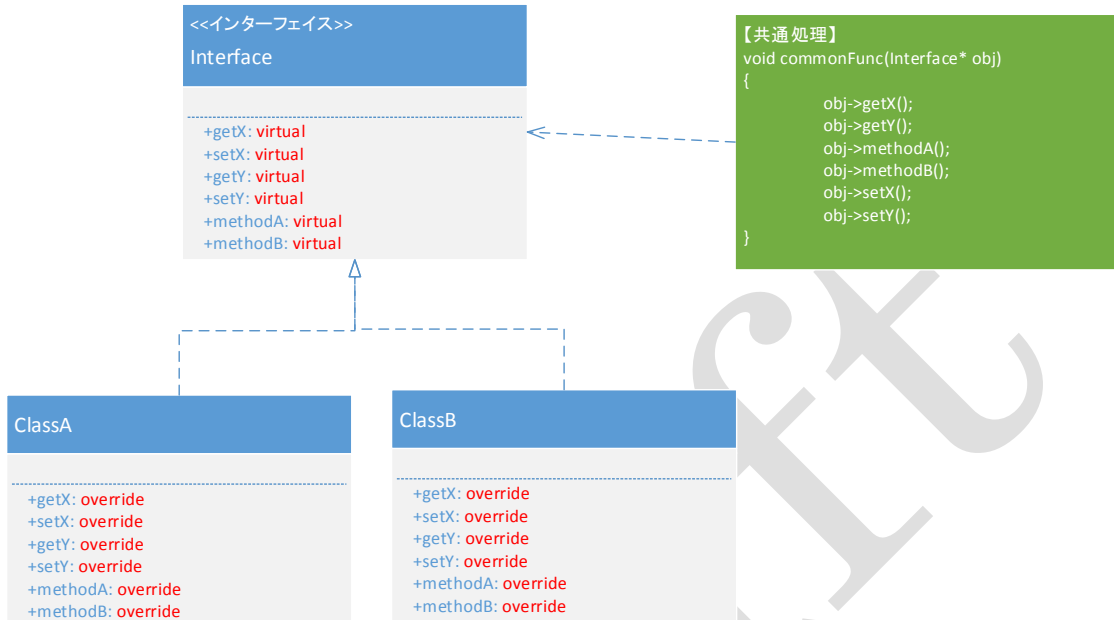 <<インターフェイス>>
Interface
+getX: virtual
+setX: virtual
+getY: virtual
+setY: virtual
+methodA: virtual
+methodB: virtual
【共通処理】
void commonFunc(Interface* obj)
{
obj->getX();
obj->getY();
obj->methodA();
obj->methodB();
obj->setX();
obj->setY();
}
ClassA
+getX: override
+setX: override
+getY: override
+setY: override
+methodA: override
+methodB: override
ClassB
+getX: override
+setX: override
+getY: override
+setY: override
+methodA: override
+methodB: override